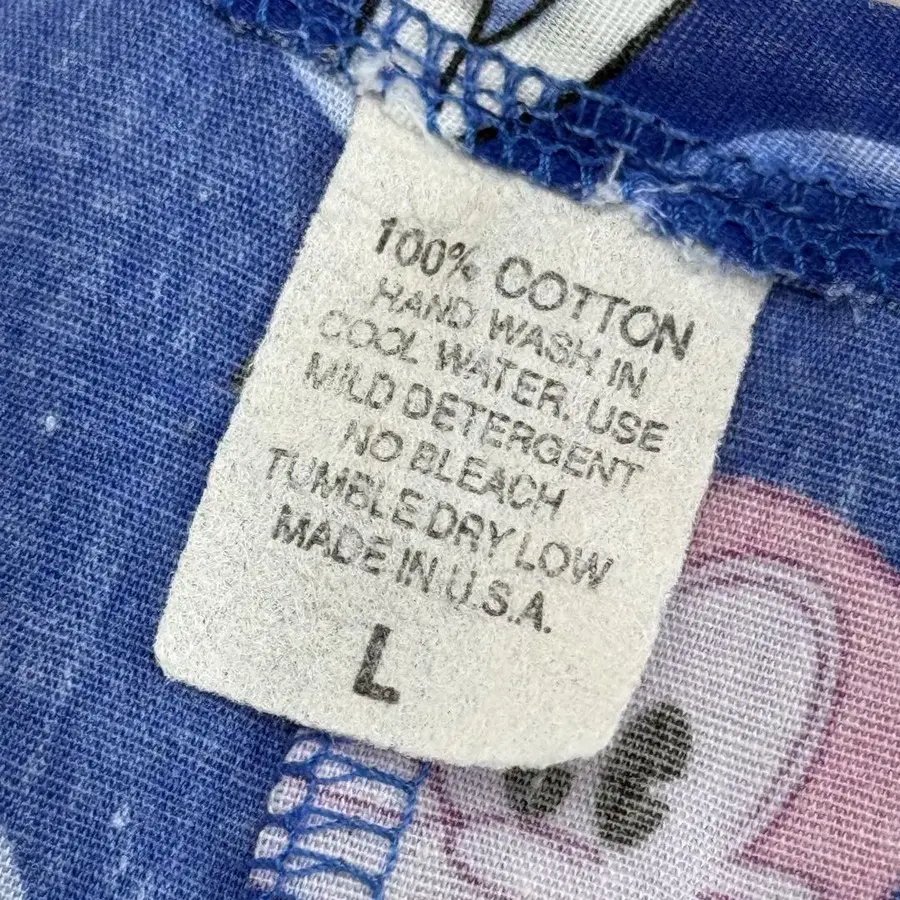 100% COTTON
HAND WASH IN
COOL WATER. USE
MILD DETERGENT
NO BLEACH
TUMBLE DRY LOW
MADE IN U.S.A.
L